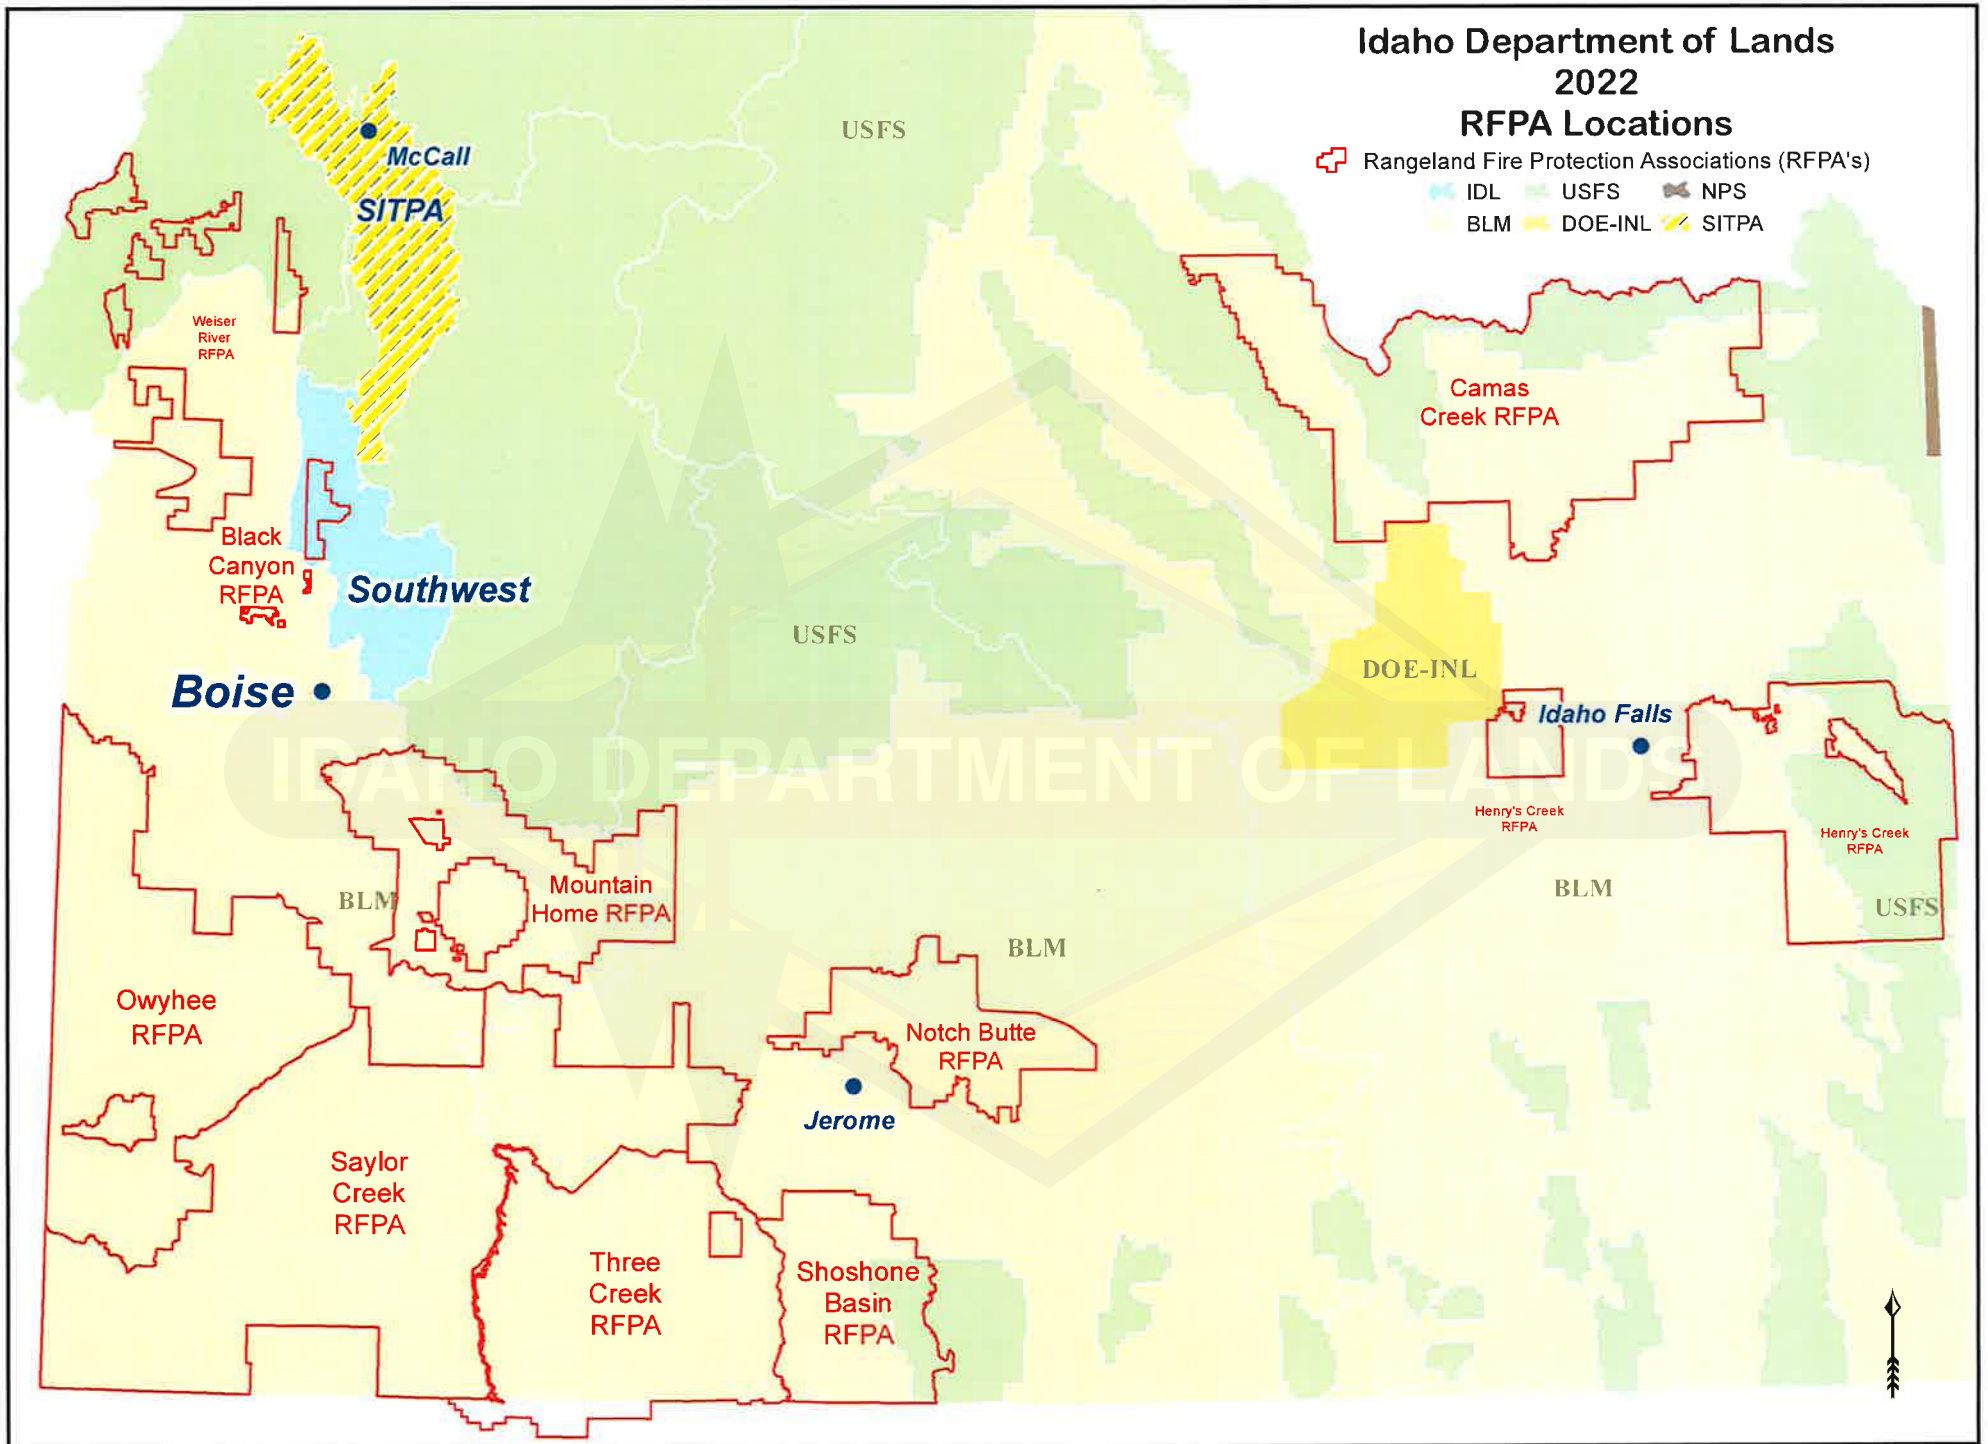 Idaho Department of Lands
2022
RFPA Locations
Rangeland Fire Protection Associations (RFPA's)
IDL USFS NPS
BLM DOE-INL SITPA
USFS
McCall
SITPA
Weiser
River
RFPA
Camas
Creek RFPA
Black
Canyon
RFPA
Southwest
USFS
DOE-INL
Boise
Idaho Falls
IDAHO DEPARTMENT OF LANDS
Henry's Creek
RFPA
Henry's Creek
RFPA
Mountain
Home RFPA
BLM
BLM
USFS
BLM
Owyhee
RFPA
Notch Butte
RFPA
Jerome
Saylor
Creek
RFPA
Three
Creek
RFPA
Shoshone
Basin
RFPA